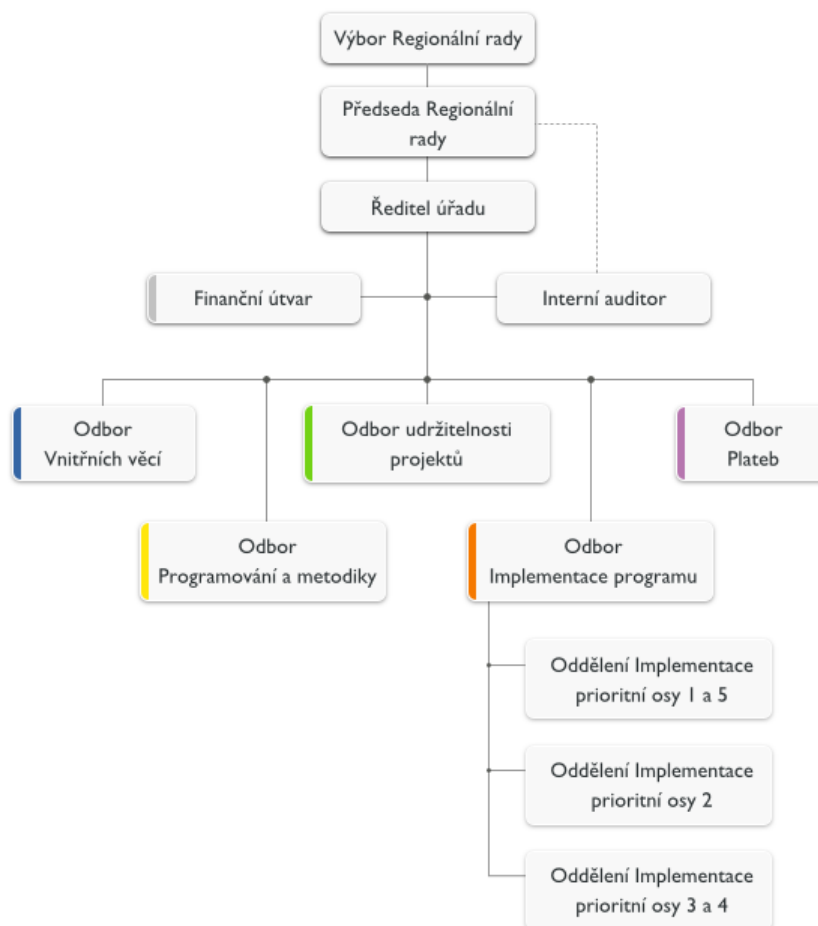 Výbor Regionální rady
Předseda Regionální
rady
Ředitel úřadu
Finanční útvar
Interní auditor
Odbor
Vnitřních věcí
Odbor udržitelnosti
projektů
Odbor
Plateb
Odbor
Programování a metodiky
Odbor
Implementace programu
Oddělení Implementace
prioritní osy 1 a 5
Oddělení Implementace
prioritní osy 2
Oddělení Implementace
prioritní osy 3 a 4